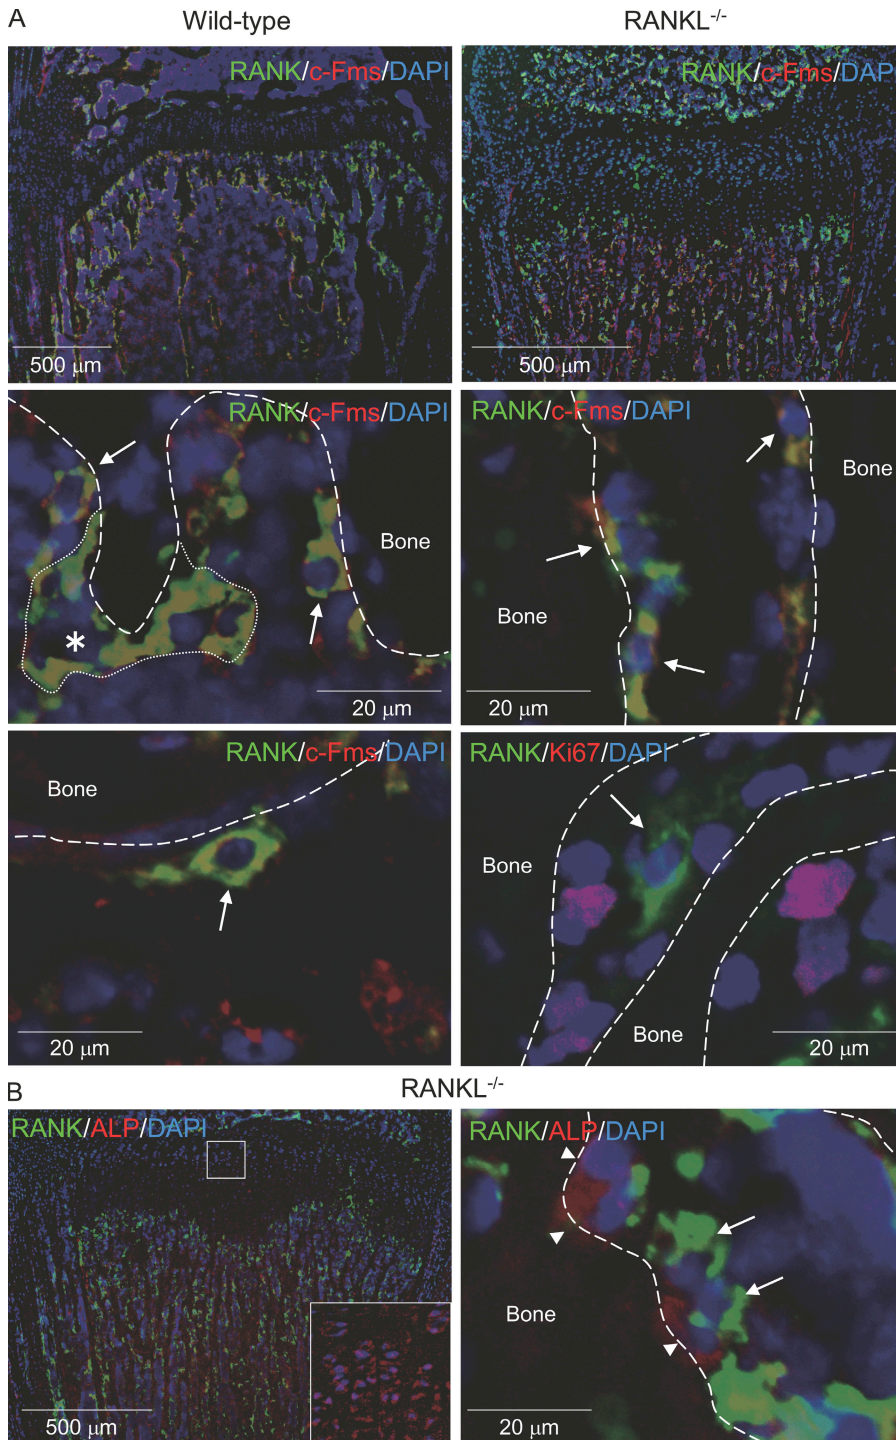 A
Wild-type
RANKL-/-
RANK/c-Fms/DAPI
RANK/c-Fms/DAPI
500 µm
500 µm
RANK/c-Fms/DAPI
Bone
*
20 µm
RANK/c-Fms/DAPI
Bone
Bone
20 µm
RANK/c-Fms/DAPI
Bone
20 µm
RANK/Ki67/DAPI
Bone
Bone
20 µm
B
RANKL-/-
RANK/ALP/DAPI
500 µm
RANK/ALP/DAPI
Bone
20 µm